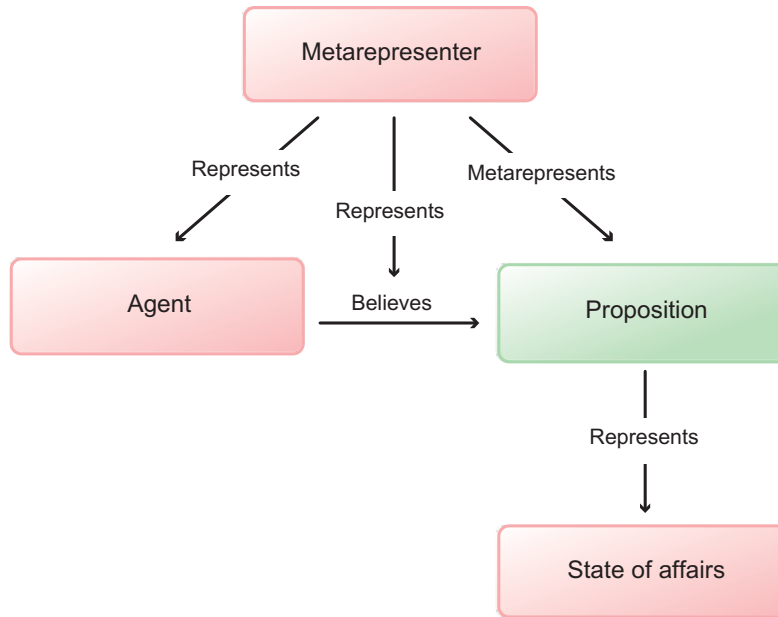 Metarepresenter
Represents
Metarepresents
Represents
Agent
Believes
Proposition
Represents
State of affairs